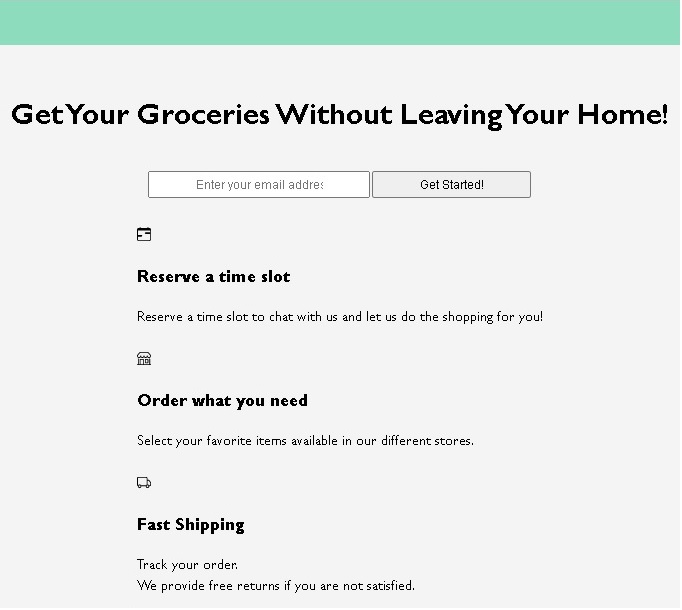 Get Your Groceries Without Leaving Your Home!
Enter your email addres
Get Started!
Reserve a time slot
Reserve a time slot to chat with us and let us do the shopping for you!
Order what you need
Select your favorite items available in our different stores.
Fast Shipping
Track your order.
We provide free returns if you are not satisfied.